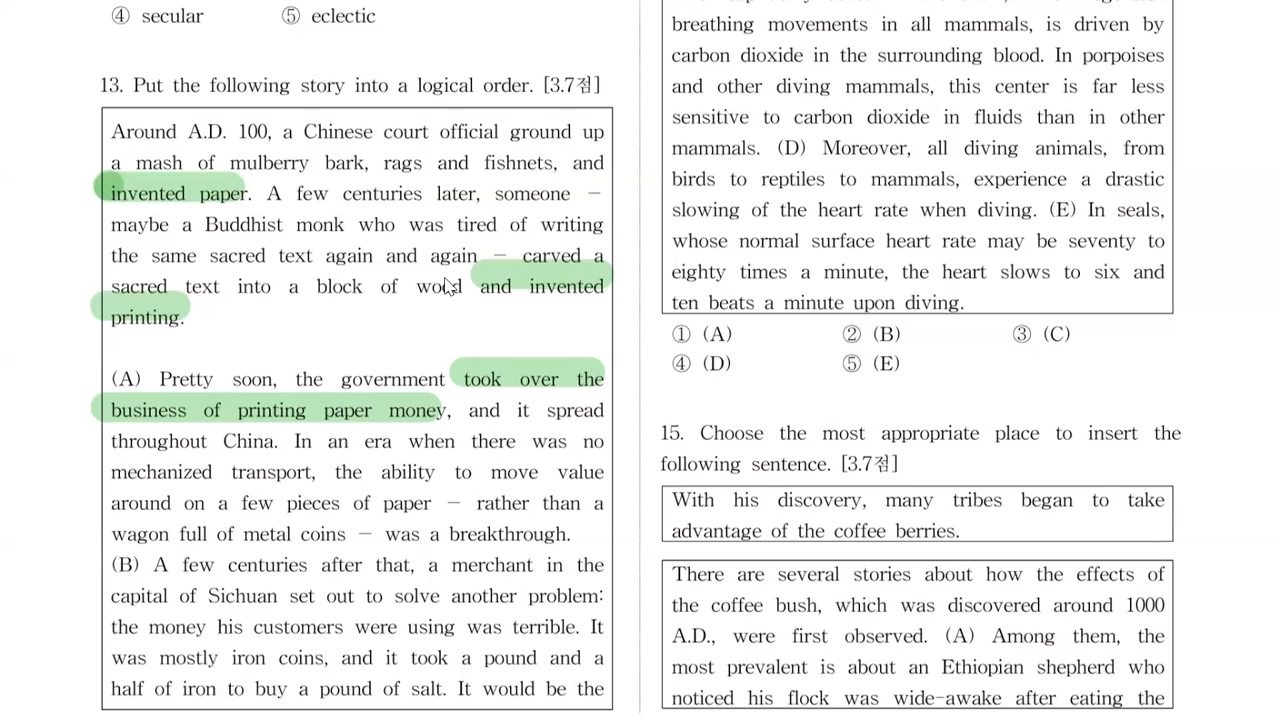 ④ secular ⑤ eclectic
13. Put the following story into a logical order. [3.7점]
Around A.D. 100, a Chinese court official ground up
a mash of mulberry bark, rags and fishnets, and
invented paper. A few centuries later, someone –
maybe a Buddhist monk who was tired of writing
the same sacred text again and again – carved a
sacred text into a block of wood and invented
printing.
(A) Pretty soon, the government took over the
business of printing paper money, and it spread
throughout China. In an era when there was no
mechanized transport, the ability to move value
around on a few pieces of paper – rather than a
wagon full of metal coins – was a breakthrough.
(B) A few centuries after that, a merchant in the
capital of Sichuan set out to solve another problem:
the money his customers were using was terrible. It
was mostly iron coins, and it took a pound and a
half of iron to buy a pound of salt. It would be the
breathing movements in all mammals, is driven by
carbon dioxide in the surrounding blood. In porpoises
and other diving mammals, this center is far less
sensitive to carbon dioxide in fluids than in other
mammals. (D) Moreover, all diving animals, from
birds to reptiles to mammals, experience a drastic
slowing of the heart rate when diving. (E) In seals,
whose normal surface heart rate may be seventy to
eighty times a minute, the heart slows to six and
ten beats a minute upon diving.
① (A) ② (B) ③ (C)
④ (D) ⑤ (E)
15. Choose the most appropriate place to insert the
following sentence. [3.7점]
With his discovery, many tribes began to take
advantage of the coffee berries.
There are several stories about how the effects of
the coffee bush, which was discovered around 1000
A.D., were first observed. (A) Among them, the
most prevalent is about an Ethiopian shepherd who
noticed his flock was wide-awake after eating the